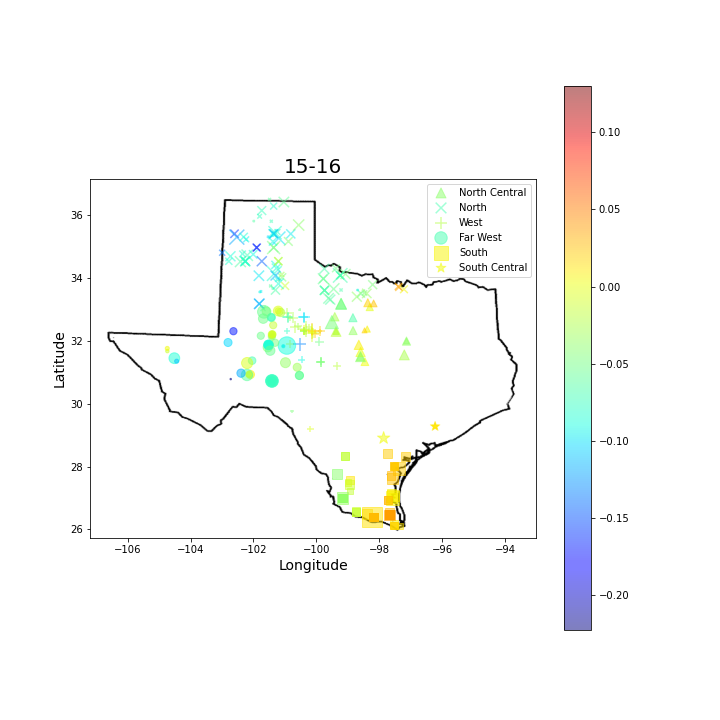 15-16
North Central
North
West
Far West
South
South Central
36
34
32
30
28
26
Latitude
−106
−104
−102
−100
−98
−96
−94
Longitude
0.10
0.05
0.00
−0.05
−0.10
−0.15
−0.20